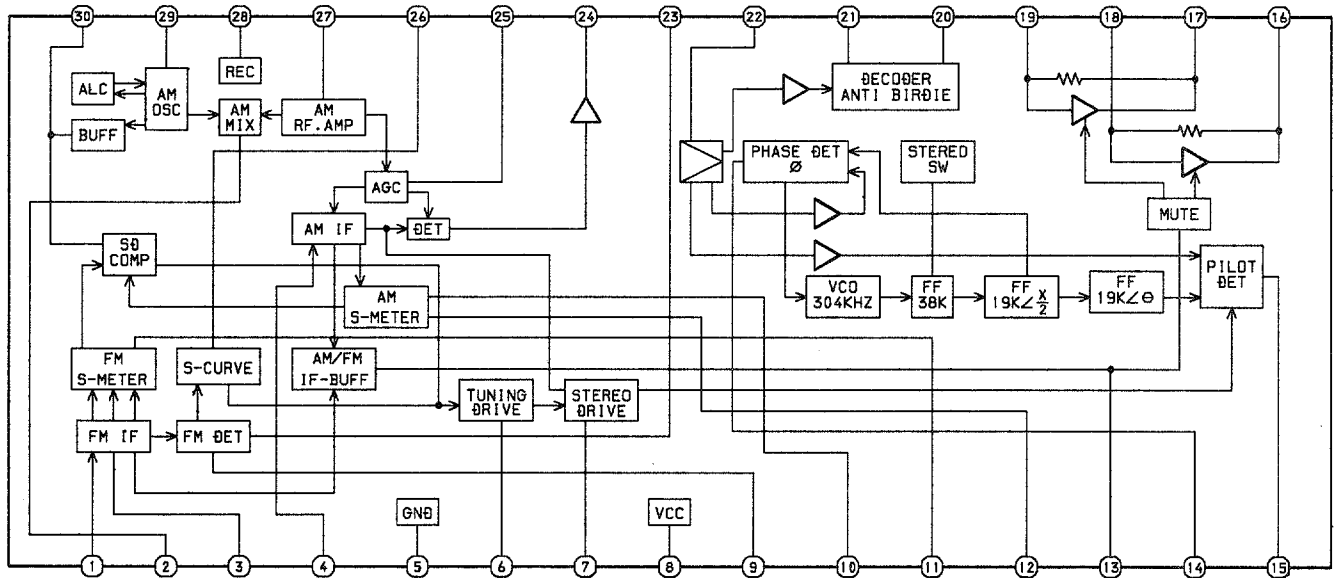 30 29 28 27 26 25 24 23 22 21 20 19 18 17 16
ALC
AM
OSC
REC
BUFF
AM
MIX
AM
RF.AMP
AGC
AM IF
DET
SD
COMP
AM
S-METER
FM
S-METER
S-CURVE
AM/FM
IF-BUFF
TUNING
DRIVE
STEREO
DRIVE
FM IF
FM DET
GND
VCC
DECODER
ANTI BIRDIE
PHASE DET
Ø
STEREO
SW
MUTE
VCO
304KHZ
FF
38K
FF
19K∠X/2
FF
19K∠Θ
PILOT
DET
1 2 3 4 5 6 7 8 9 10 11 12 13 14 15